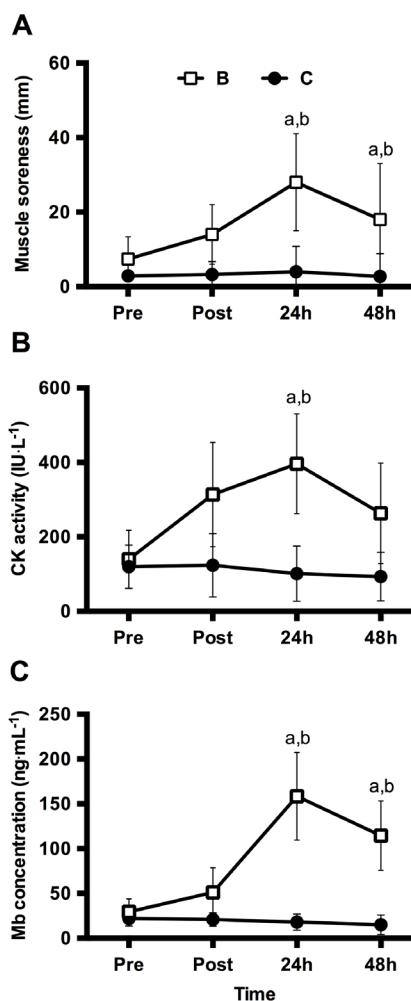 A
Muscle soreness (mm)
60
40
20
0
B C
a,b
a,b
Pre Post 24h 48h
B
CK activity (IU·L-1)
600
400
200
0
a,b
Pre Post 24h 48h
C
Mb concentration (ng·mL-1)
250
200
150
100
50
0
a,b
a,b
Pre Post 24h 48h
Time